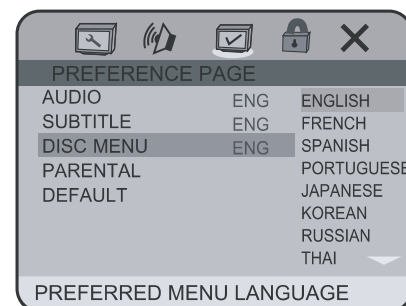 PREFERENCE PAGE
AUDIO ENG ENGLISH
SUBTITLE ENG FRENCH
DISC MENU ENG SPANISH
PARENTAL PORTUGUESE
DEFAULT JAPANESE
KOREAN
RUSSIAN
THAI
PREFERRED MENU LANGUAGE